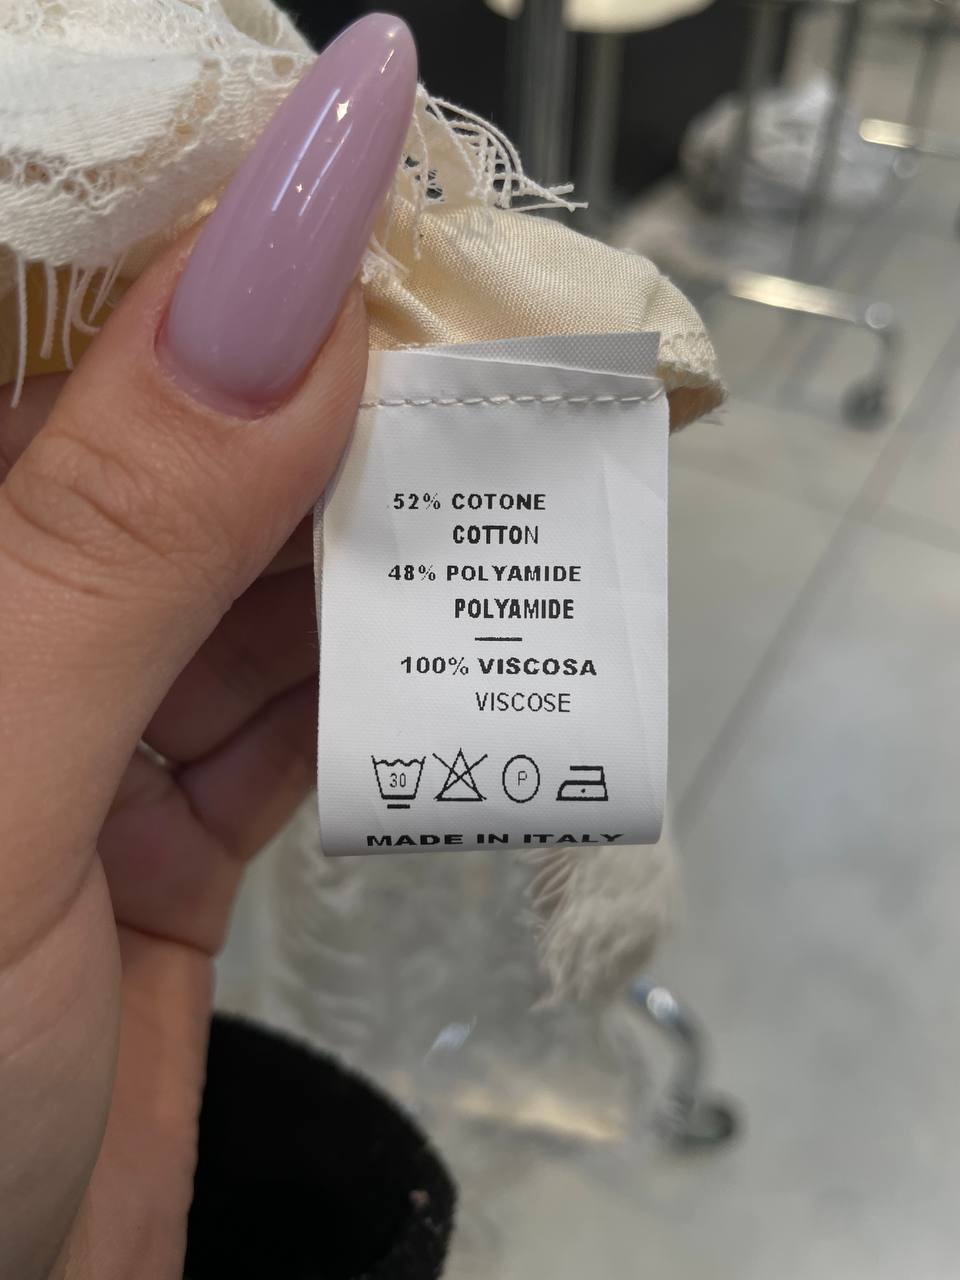 52% COTONE
COTTON
48% POLYAMIDE
POLYAMIDE
100% VISCOSA
VISCOSE
30 P
MADE IN ITALY